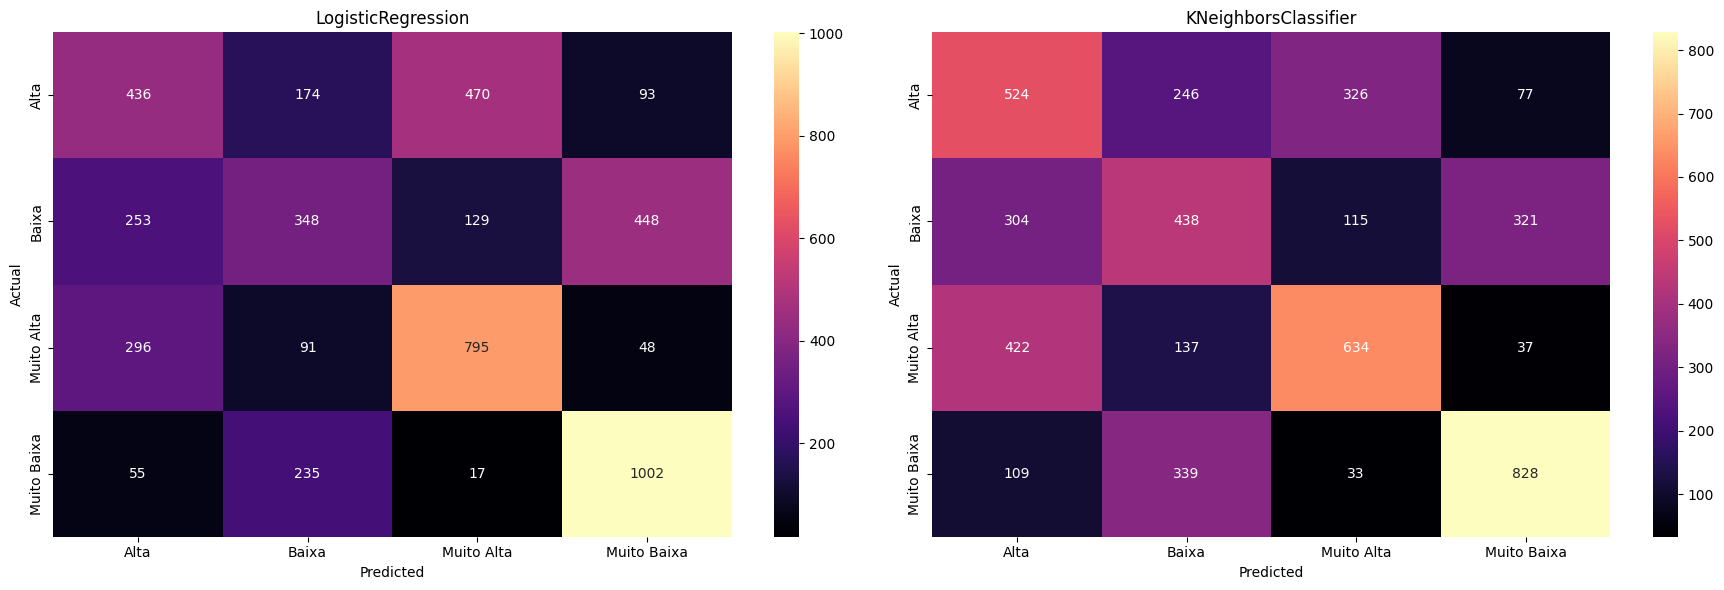 LogisticRegression
Alta 436 174 470 93
Baixa 253 348 129 448
Muito Alta 296 91 795 48
Muito Baixa 55 235 17 1002
Alta Baixa Muito Alta Muito Baixa
Predicted
Actual
1000
800
600
400
200
KNeighborsClassifier
Alta 524 246 326 77
Baixa 304 438 115 321
Muito Alta 422 137 634 37
Muito Baixa 109 339 33 828
Alta Baixa Muito Alta Muito Baixa
Predicted
Actual
800
700
600
500
400
300
200
100